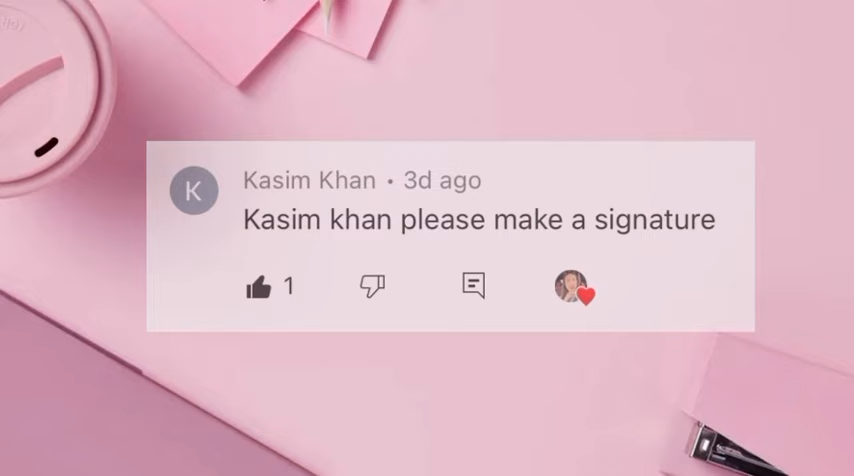 K
Kasim Khan • 3d ago
Kasim khan please make a signature
1